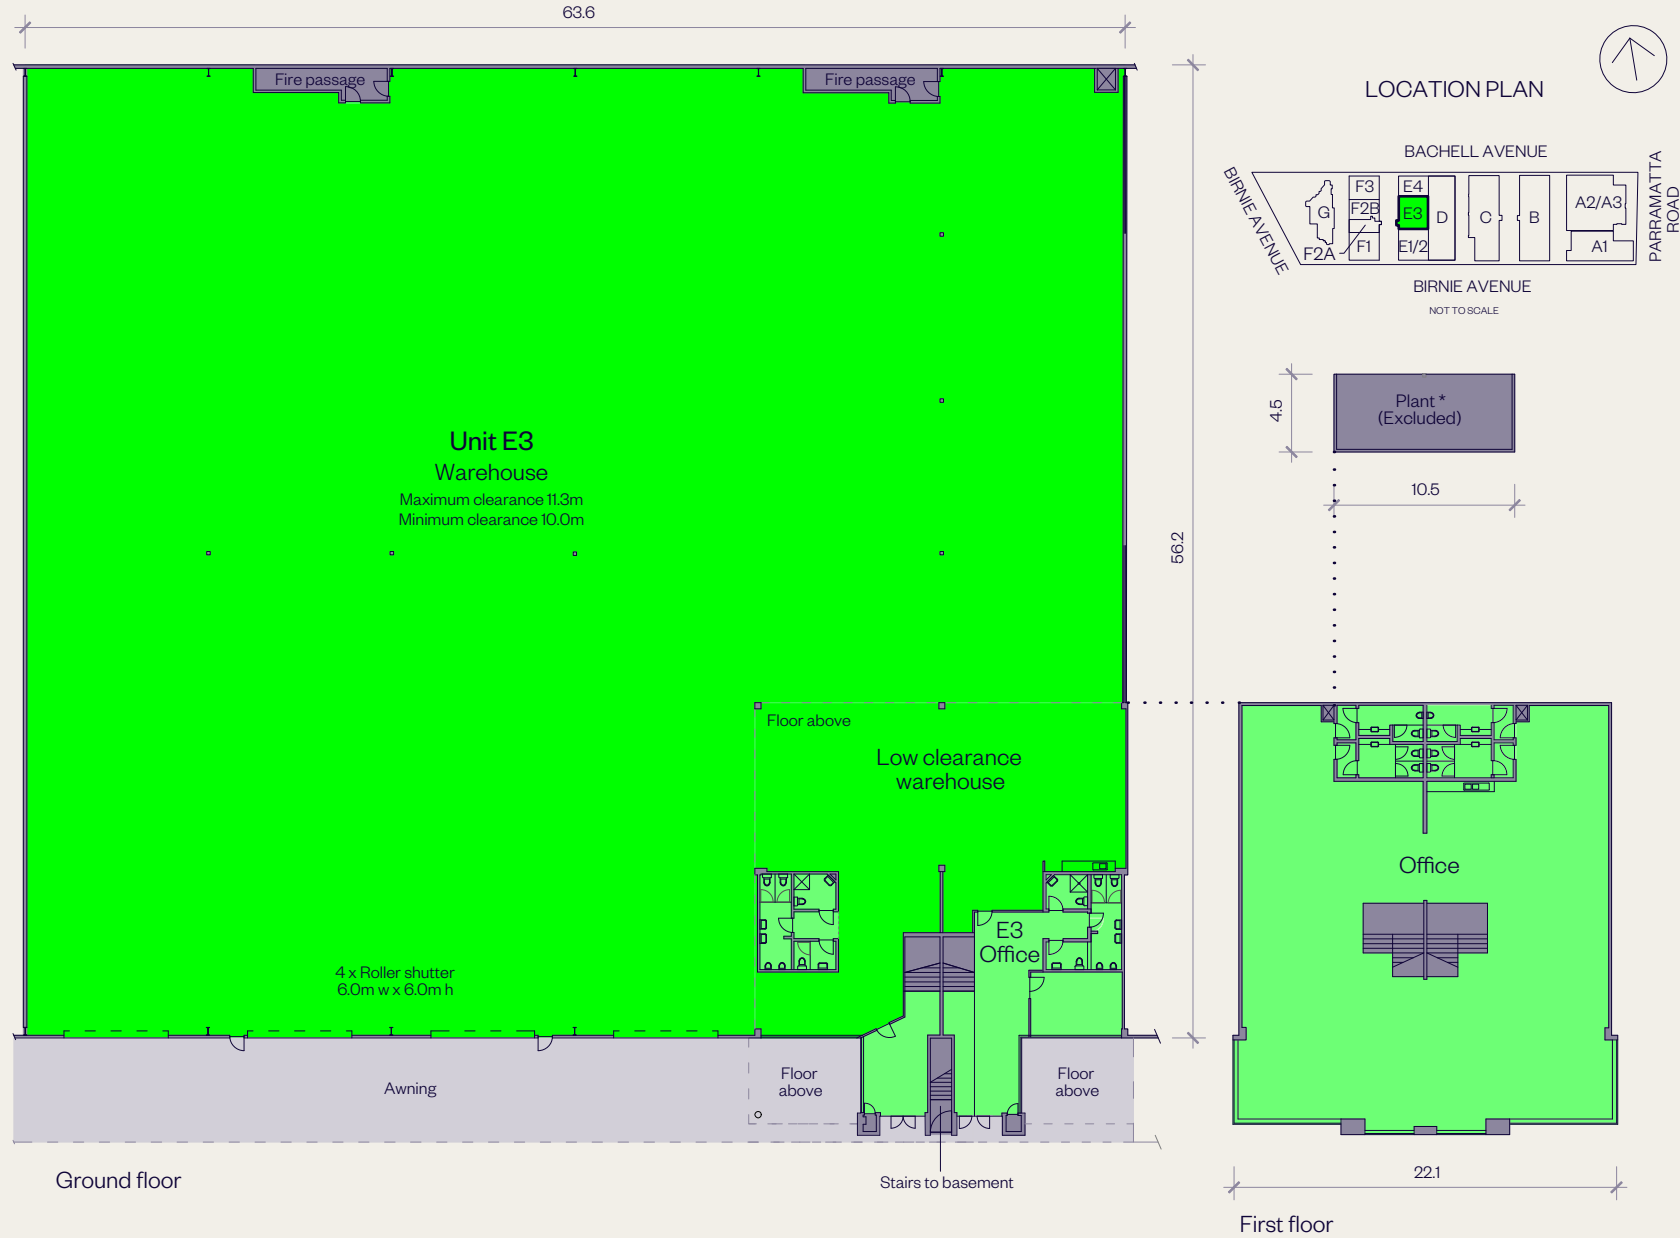 63.6
Fire passage
Fire passage
LOCATION PLAN
BACHELL AVENUE
BIRNIE AVENUE
PARRAMATTA
ROAD
F3
E4
G
F2B
E3
D
C
B
A2/A3
F2A
F1
E1/2
A1
BIRNIE AVENUE
NOT TO SCALE
4.5
Plant *
(Excluded)
10.5
Unit E3
Warehouse
Maximum clearance 11.3m
Minimum clearance 10.0m
56.2
Floor above
Low clearance
warehouse
Office
E3
Office
4 x Roller shutter
6.0m w x 6.0m h
Awning
Floor
above
Floor
above
Ground floor
Stairs to basement
22.1
First floor